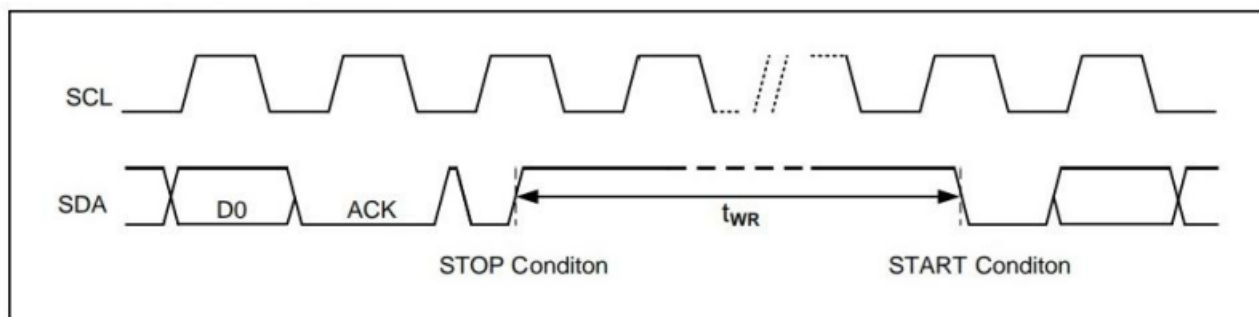 SCL
SDA
D0
ACK
tWR
STOP Conditon
START Conditon